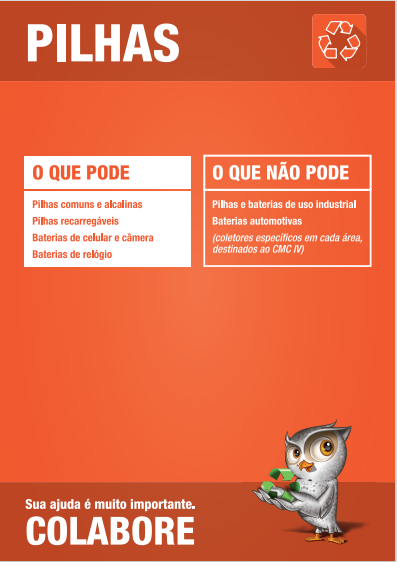 PILHAS
O QUE PODE
Pilhas comuns e alcalinas
Pilhas recarregáveis
Baterias de celular e câmera
Baterias de relógio
O QUE NÃO PODE
Pilhas e baterias de uso industrial
Baterias automotivas
(coletores específicos em cada área,
destinados ao CMC IV)
Sua ajuda é muito importante.
COLABORE